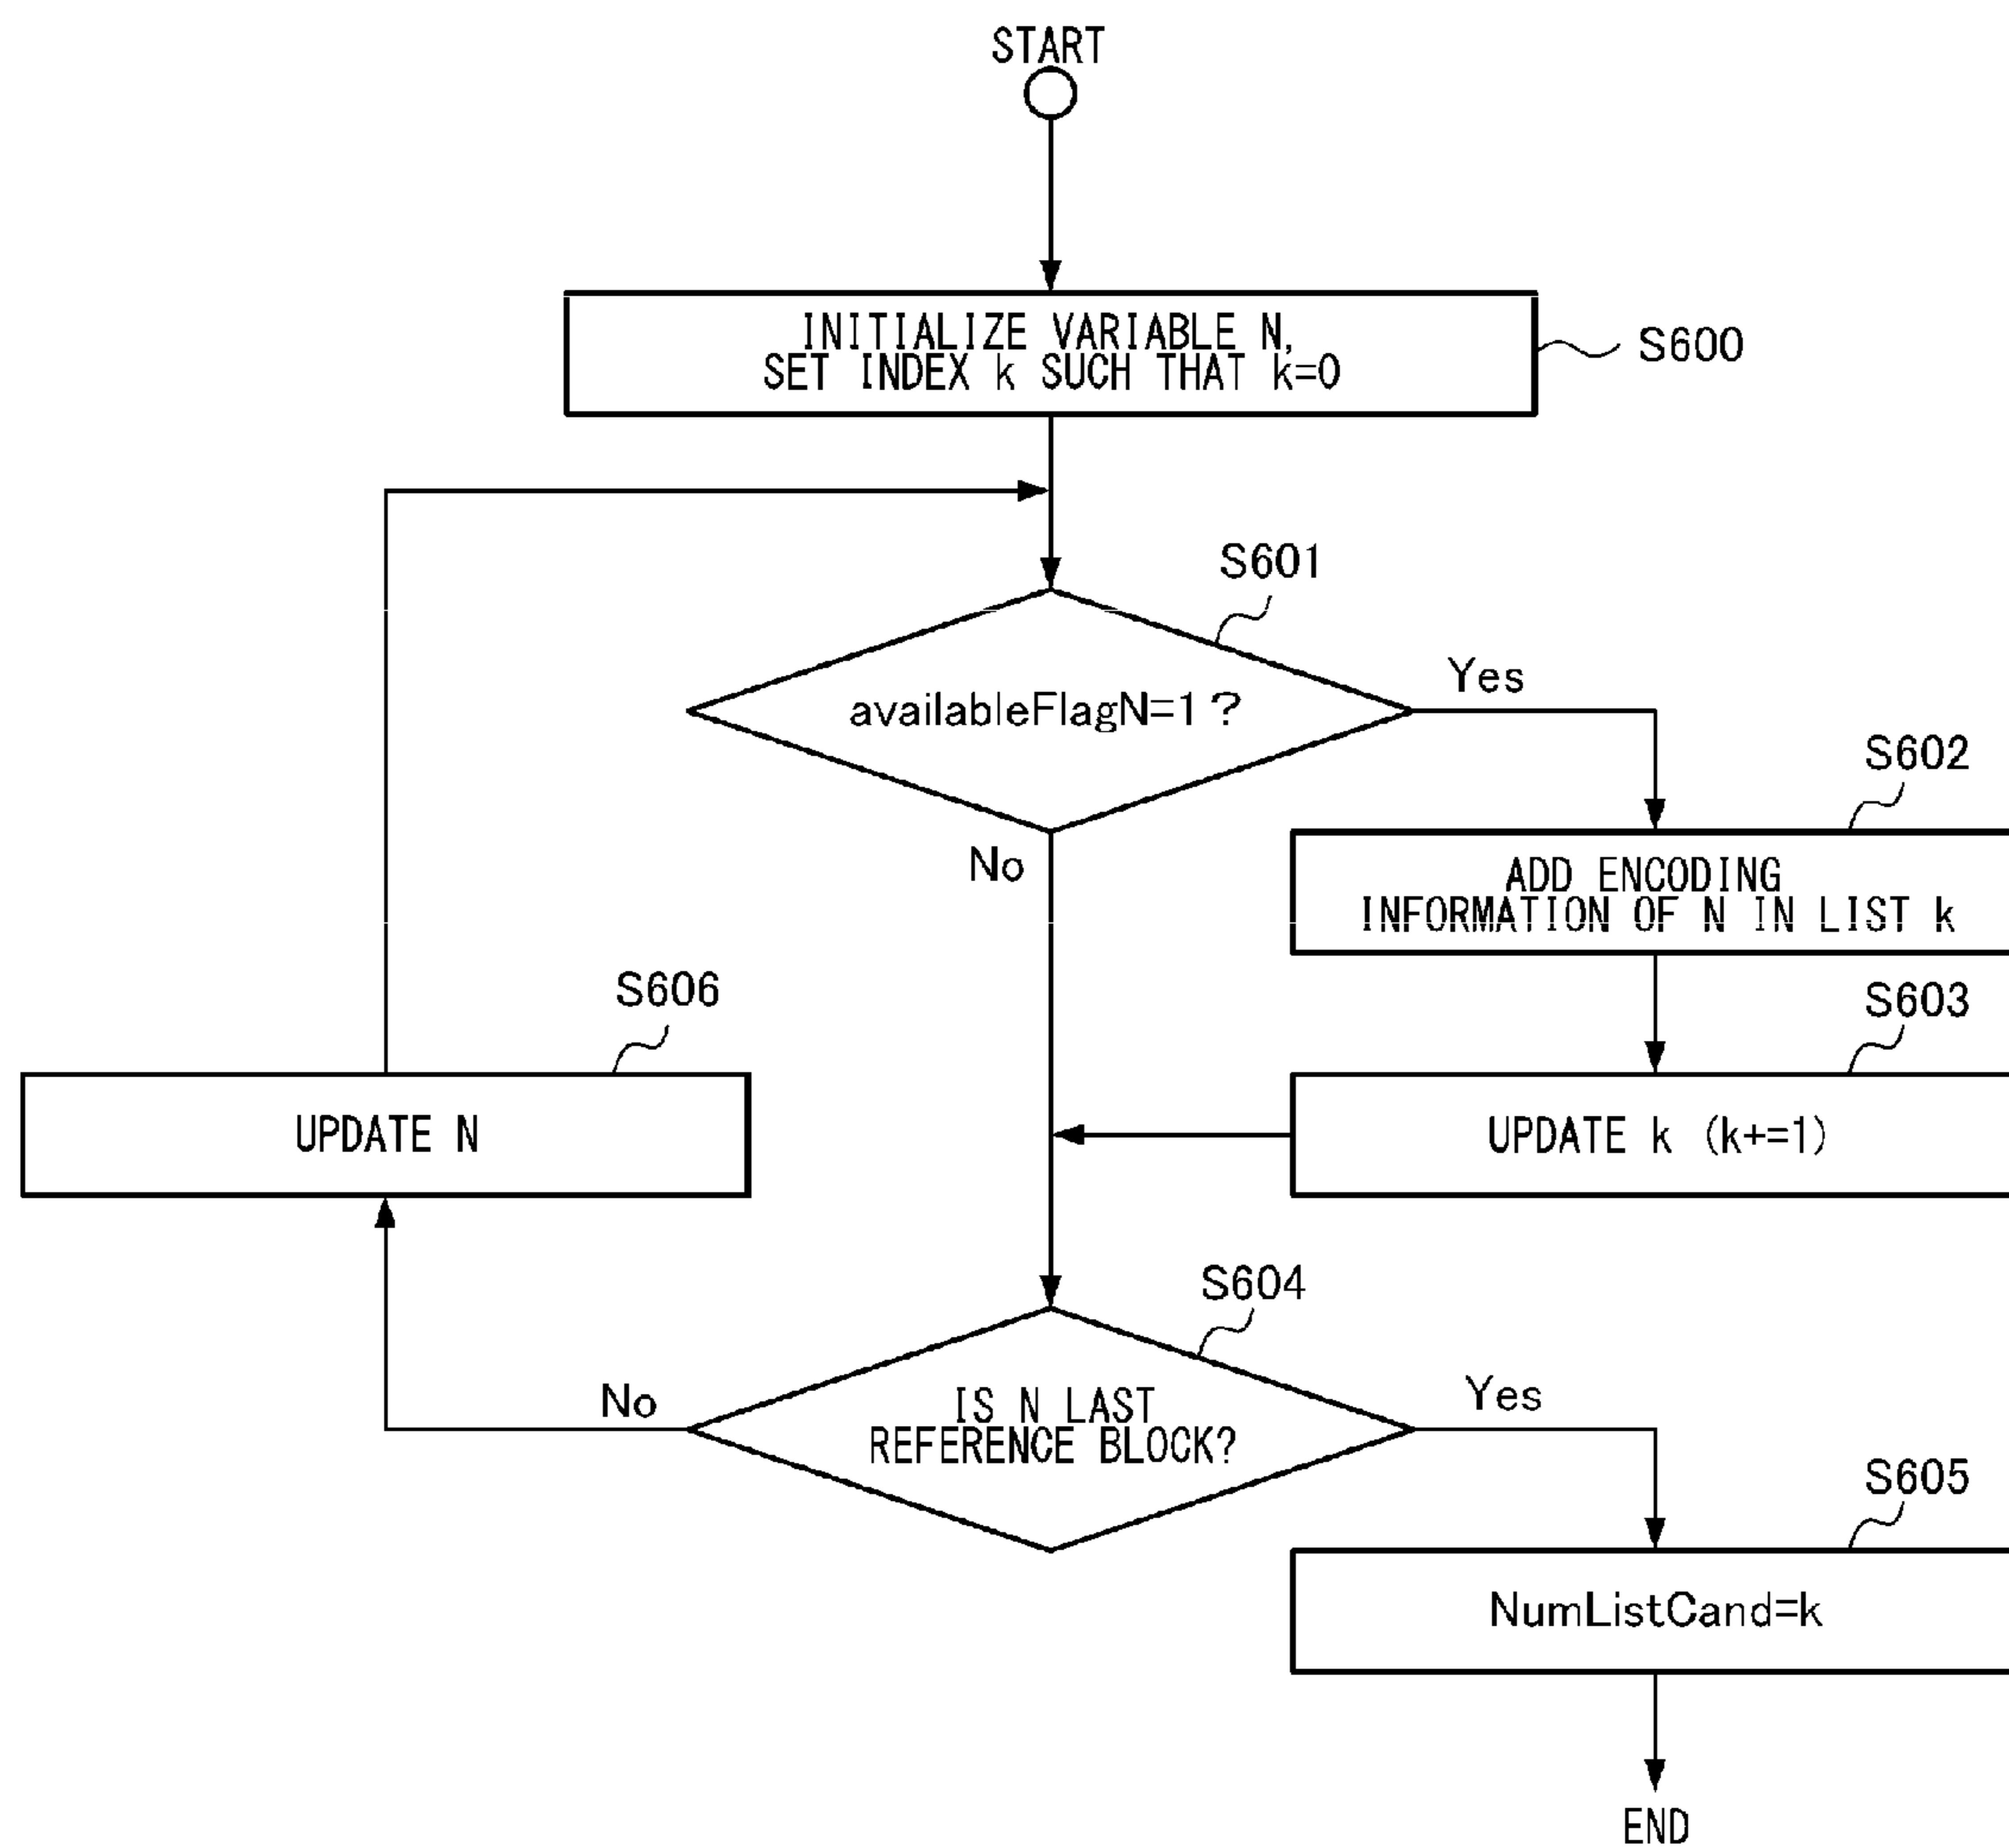 START
INITIALIZE VARIABLE N,
SET INDEX k SUCH THAT k=0
S600
S601
availableFlagN=1?
Yes
No
S602
ADD ENCODING
INFORMATION OF N IN LIST k
S603
UPDATE k (k+=1)
S606
UPDATE N
S604
IS N LAST
REFERENCE BLOCK?
No
Yes
S605
NumListCand=k
END